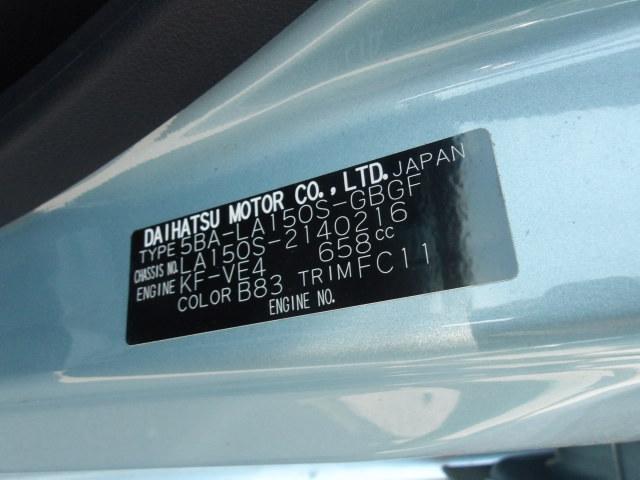 DAIHATSU MOTOR CO., LTD. JAPAN
TYPE 5BA-LA150S-GBGF
CHASSIS NO. LA150S-2140216
ENGINE KF-VE4 658cc
COLOR B83 TRIM FC11
ENGINE NO.